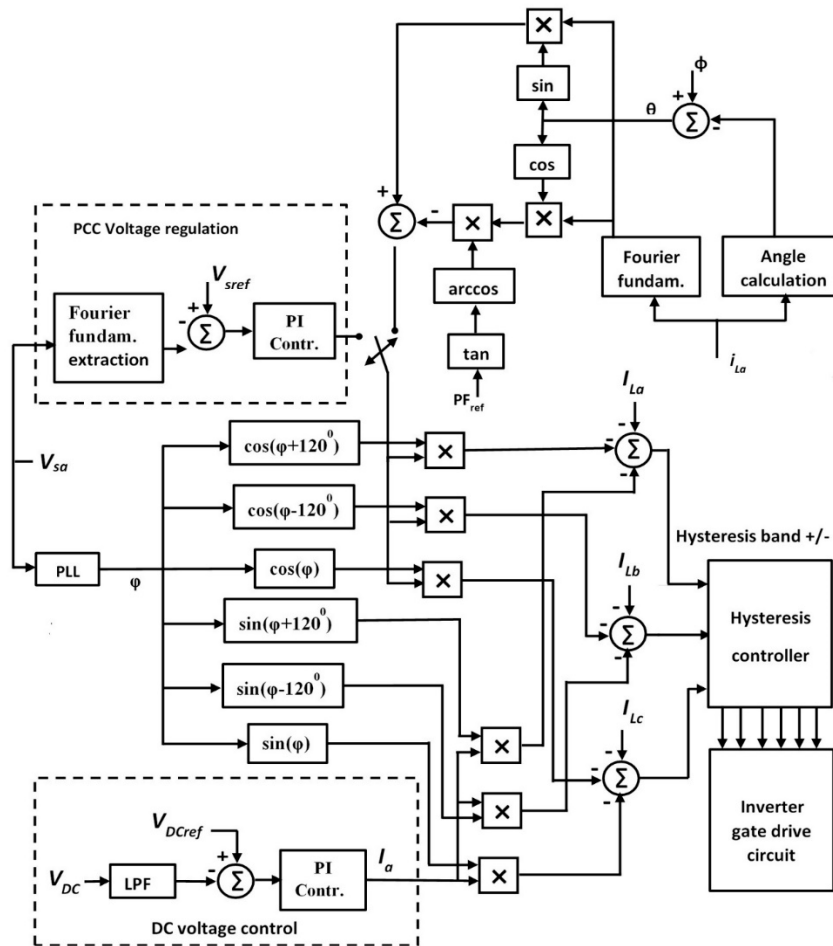 ×
sin
ϕ
+
θ
Σ
-
cos
+
Σ
-
×
×
PCC Voltage regulation
Fourier
fundam.
Angle
calculation
arccos
V_sref
+
-
Σ
Fourier
fundam.
extraction
PI
Contr.
tan
i_La
PF_ref
I_La
-
-
Σ
-
V_sa
cos(φ+120⁰)
×
cos(φ-120⁰)
×
Hysteresis band +/-
PLL
φ
cos(φ)
×
I_Lb
-
-
Σ
-
Hysteresis
controller
sin(φ+120⁰)
sin(φ-120⁰)
I_Lc
-
-
Σ
-
sin(φ)
×
×
×
Inverter
gate drive
circuit
V_DCref
+
-
Σ
V_DC
LPF
PI
Contr.
I_a
DC voltage control